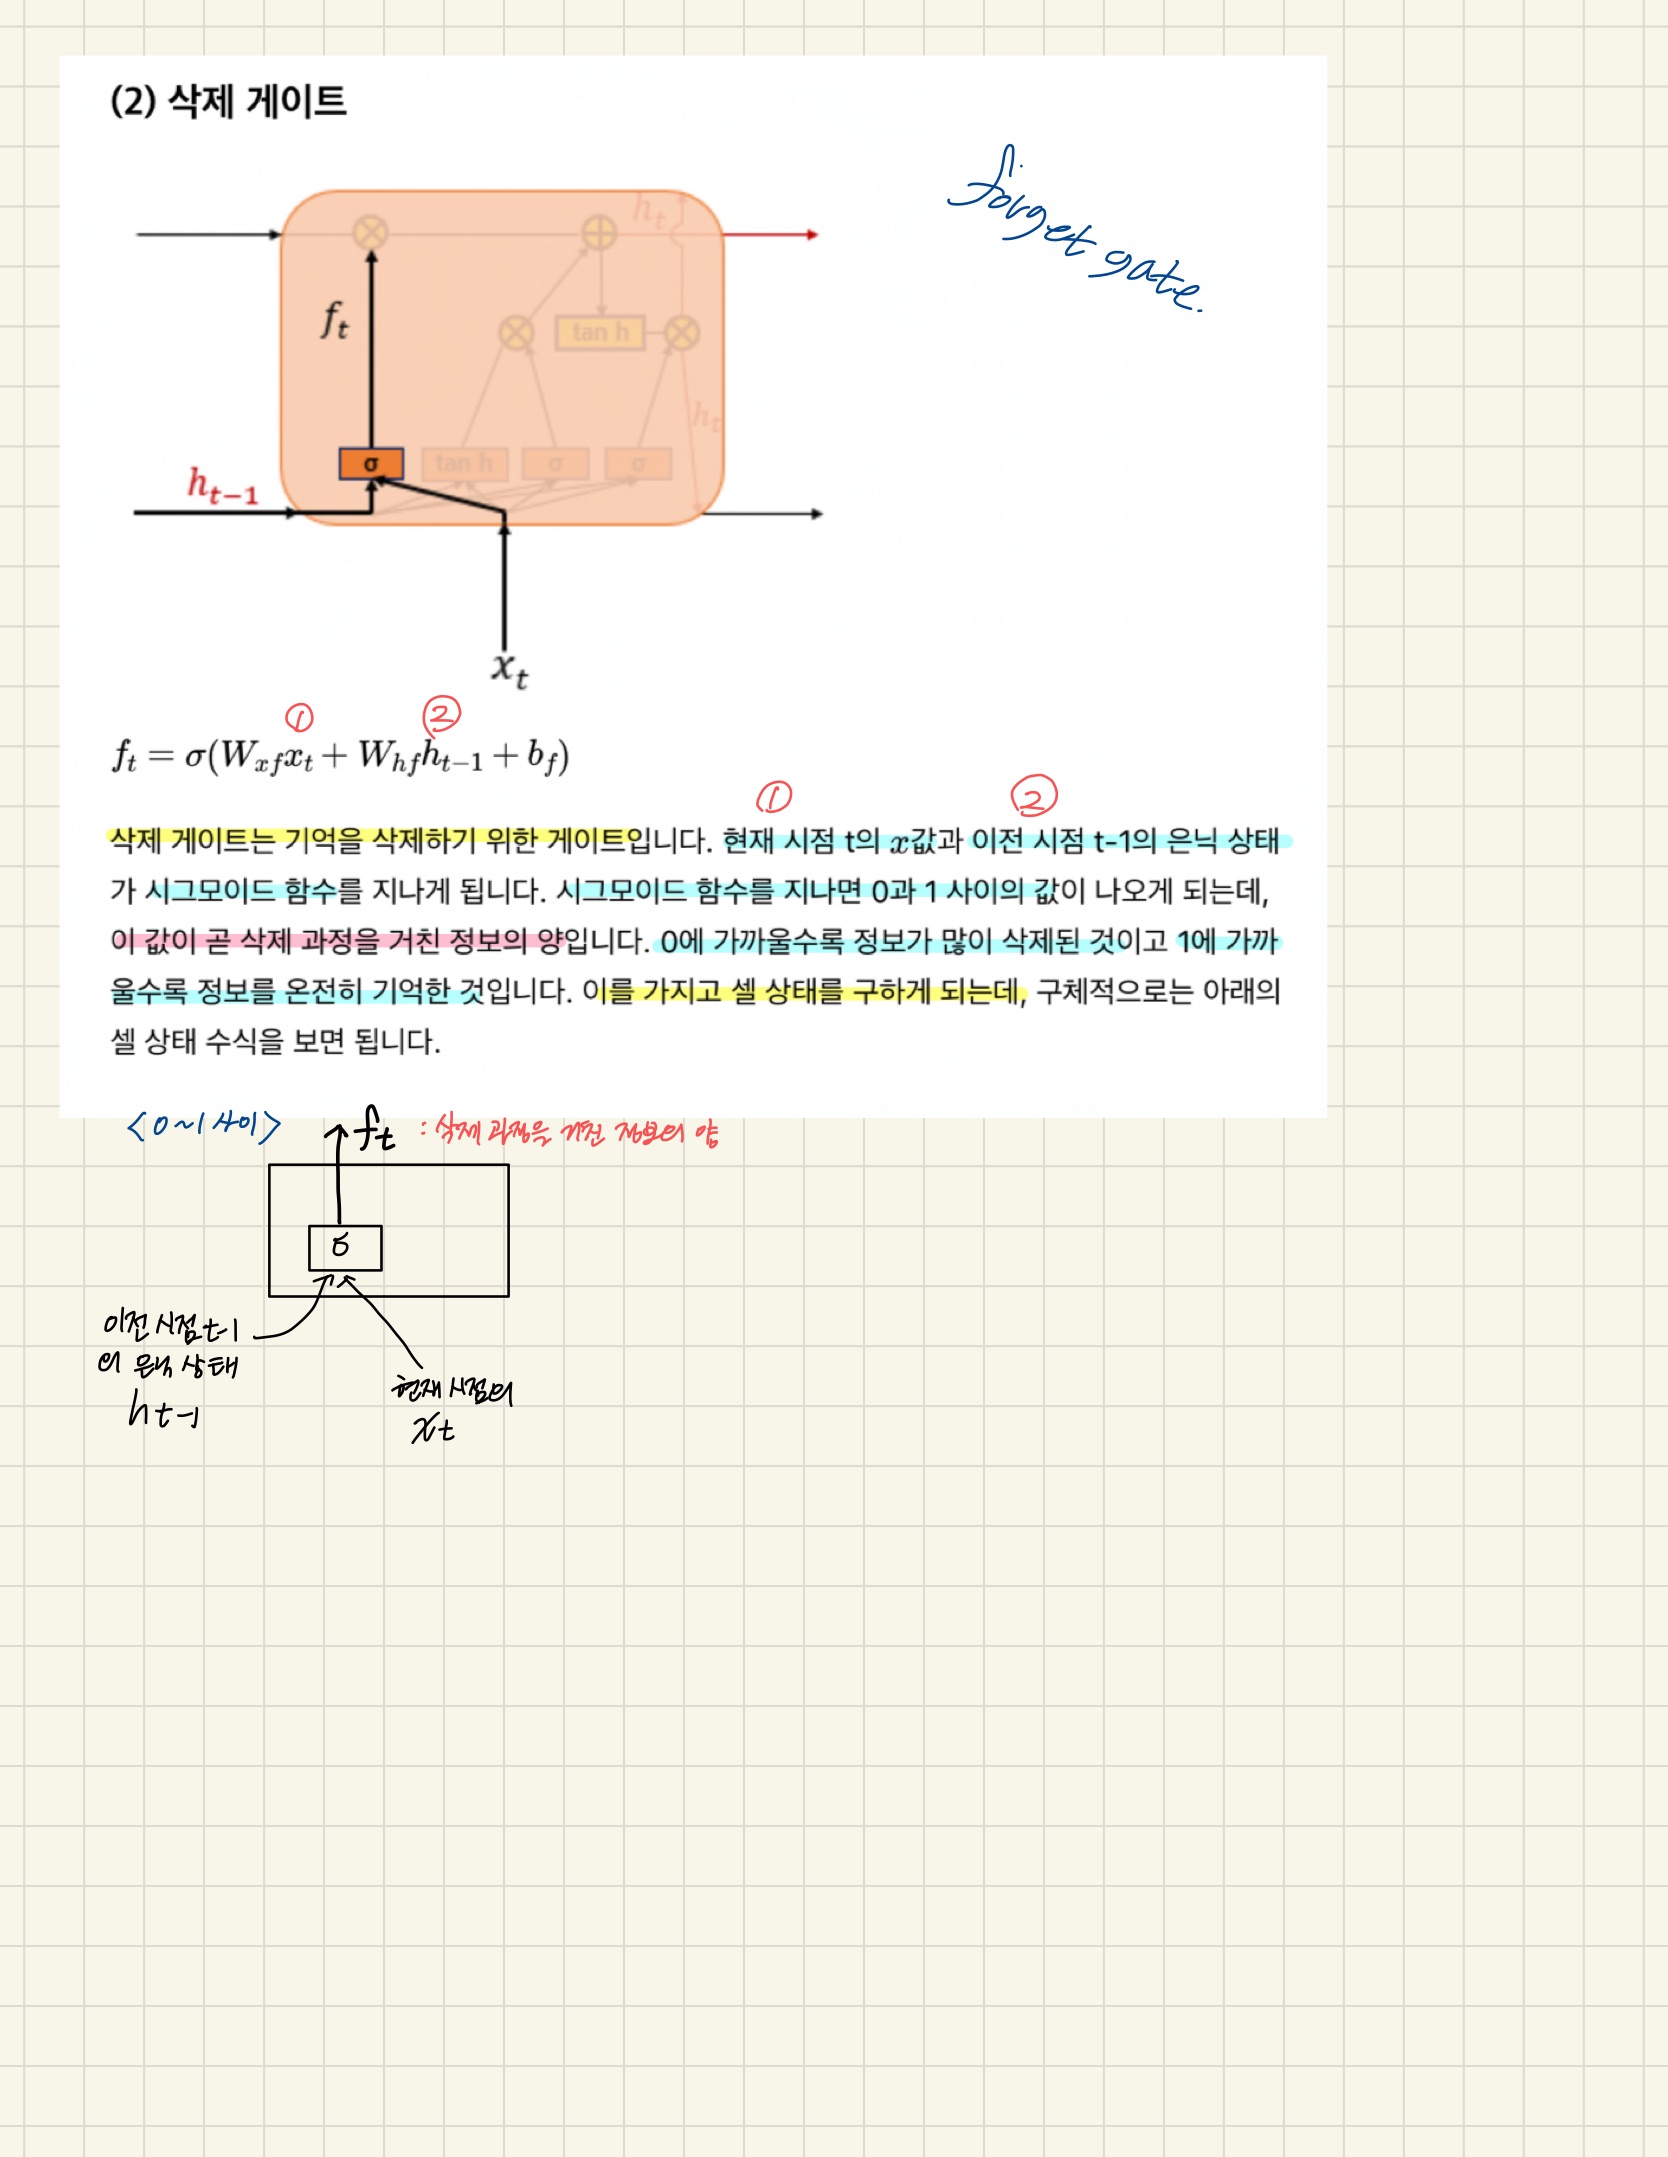 (2) 삭제 게이트
forget gate.
h_t
f_t
tan h
h_t
σ
tan h
σ
σ
h_{t-1}
x_t
① ②
f_t = σ(W_{xf}x_t + W_{hf}h_{t-1} + b_f)
① ②
삭제 게이트는 기억을 삭제하기 위한 게이트입니다. 현재 시점 t의 x값과 이전 시점 t-1의 은닉 상태
가 시그모이드 함수를 지나게 됩니다. 시그모이드 함수를 지나면 0과 1 사이의 값이 나오게 되는데,
이 값이 곧 삭제 과정을 거친 정보의 양입니다. 0에 가까울수록 정보가 많이 삭제된 것이고 1에 가까
울수록 정보를 온전히 기억한 것입니다. 이를 가지고 셀 상태를 구하게 되는데, 구체적으로는 아래의
셀 상태 수식을 보면 됩니다.
<0~1 사이> f_t : 삭제 과정을 거친 정보의 양
σ
이전 시점 t-1
의 은닉 상태
h t-1
현재 시점의
x t